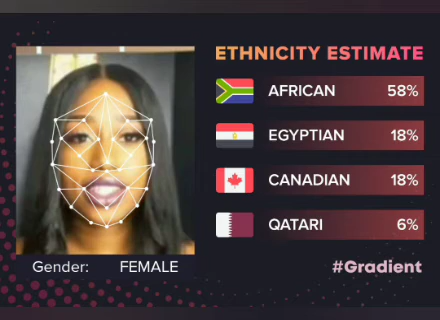 ETHNICITY ESTIMATE
AFRICAN 58%
EGYPTIAN 18%
CANADIAN 18%
QATARI 6%
Gender: FEMALE
#Gradient